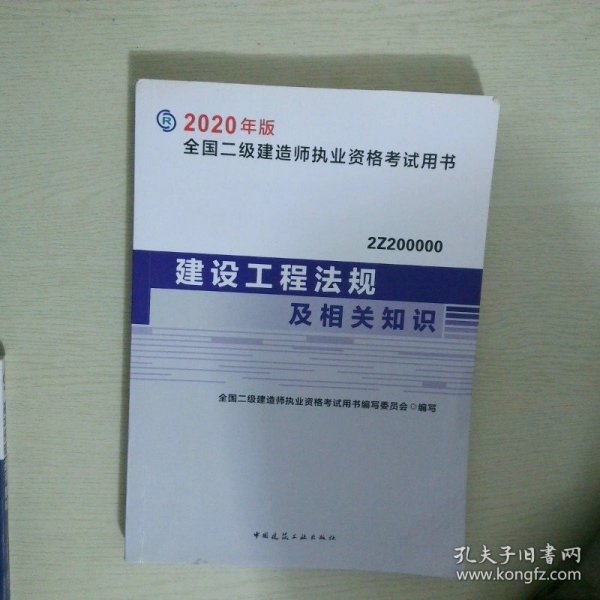 R
2020年版
全国二级建造师执业资格考试用书
2Z200000
建设工程法规
及相关知识
全国二级建造师执业资格考试用书编写委员会◎编写
中国建筑工业出版社
孔夫子旧书网
www.kongfz.com